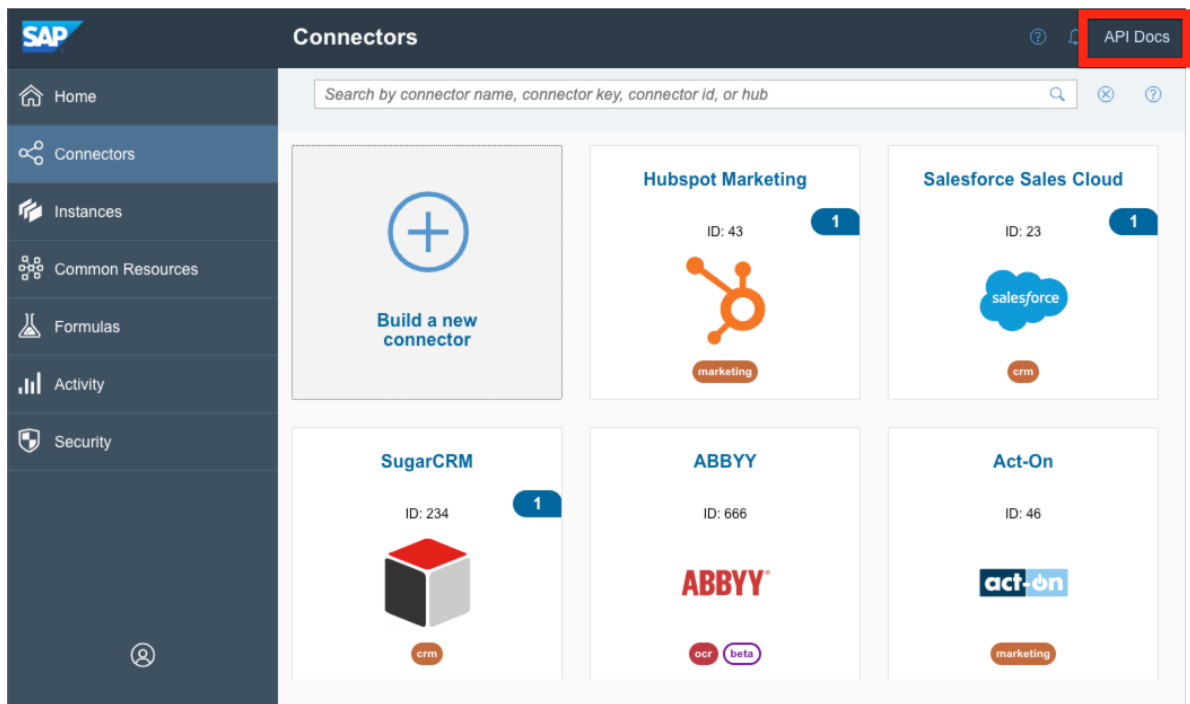 SAP
Connectors
API Docs
Home
Connectors
Instances
Common Resources
Formulas
Activity
Security
Search by connector name, connector key, connector id, or hub
Build a new
connector
Hubspot Marketing
ID: 43
1
marketing
Salesforce Sales Cloud
ID: 23
1
salesforce
crm
SugarCRM
ID: 234
1
crm
ABBYY
ID: 666
ABBYY
ocr
beta
Act-On
ID: 46
act-on
marketing